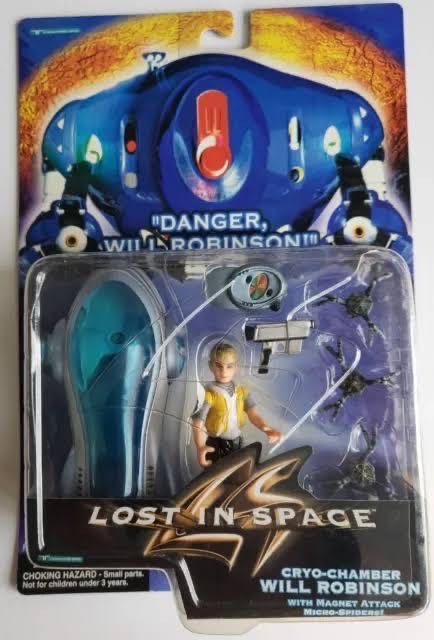 "DANGER,
WILL ROBINSON!"
LOST IN SPACE
CRYO-CHAMBER
WILL ROBINSON
WITH MAGNET ATTACK
MICRO-SPIDERS!
CHOKING HAZARD - Small parts.
Not for children under 3 years.